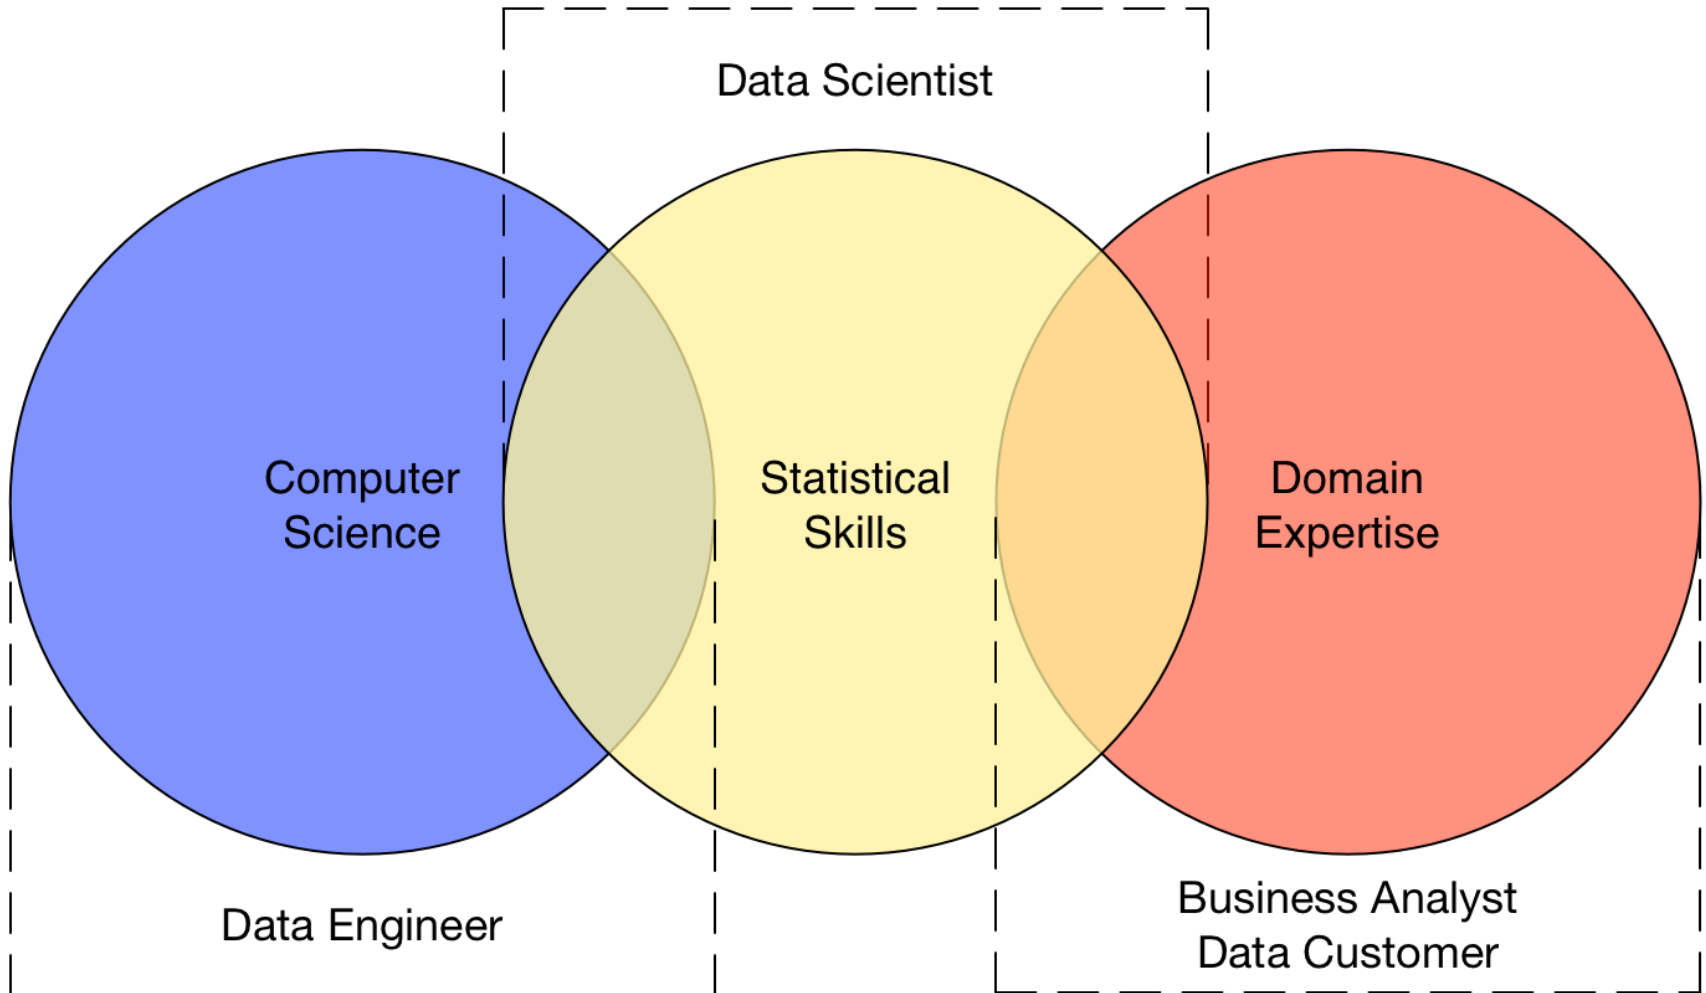 Data Scientist
Computer
Science
Statistical
Skills
Domain
Expertise
Data Engineer
Business Analyst
Data Customer